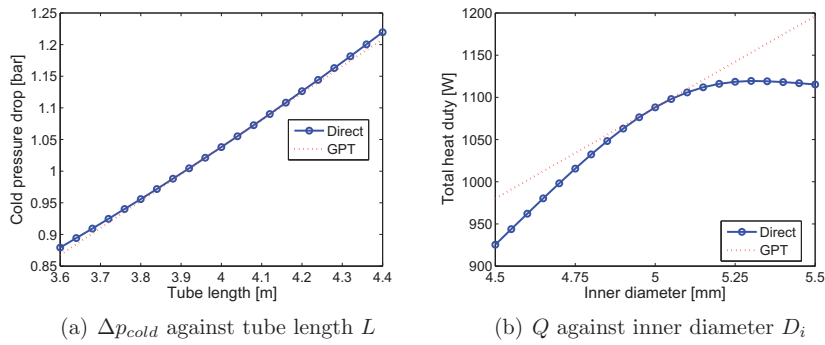 1.25
1.2
1.15
1.1
1.05
1
0.95
0.9
0.85
Cold pressure drop [bar]
3.6 3.7 3.8 3.9 4 4.1 4.2 4.3 4.4
Tube length [m]
Direct
GPT
(a) Δp_cold against tube length L
1200
1150
1100
1050
1000
950
900
Total heat duty [W]
4.5 4.75 5 5.25 5.5
Inner diameter [mm]
Direct
GPT
(b) Q against inner diameter D_i